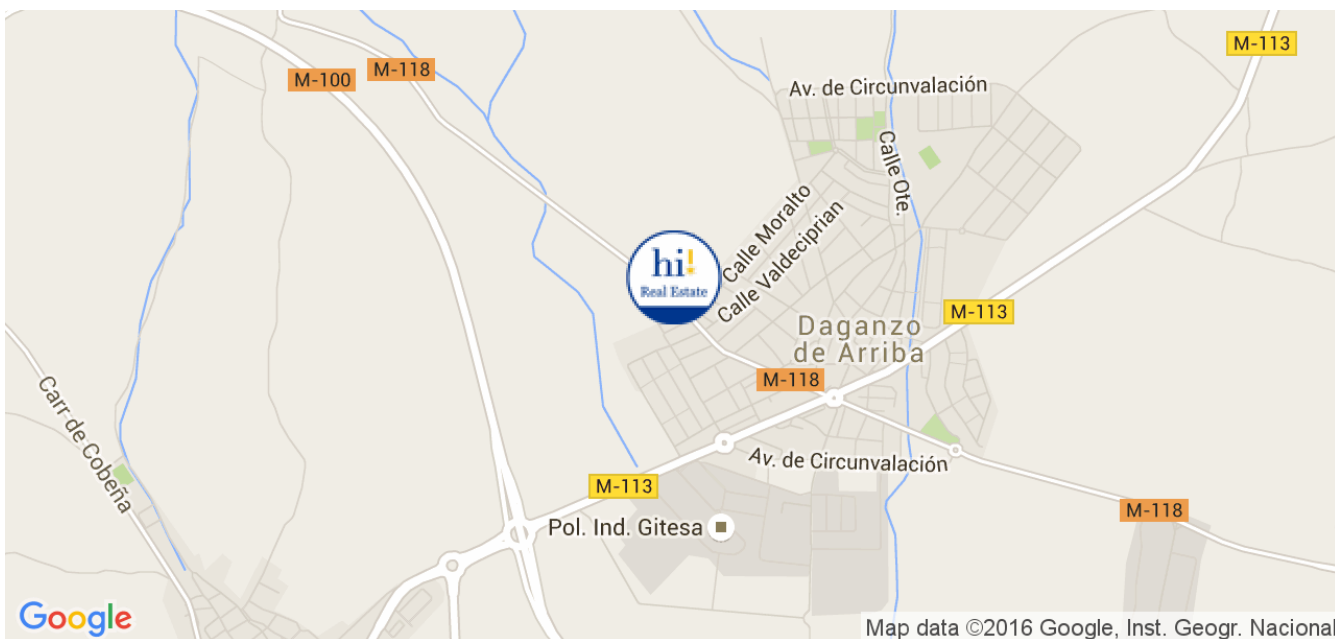 M-113
M-118
M-100
Av. de Circunvalación
Calle Ote.
Calle Moralto
Calle Valdeciprian
hi!
Real Estate
M-113
Daganzo
de Arriba
M-118
Carr de Cobeña
Av. de Circunvalación
M-113
M-118
Pol. Ind. Gitesa
Google
Map data ©2016 Google, Inst. Geogr. Nacional